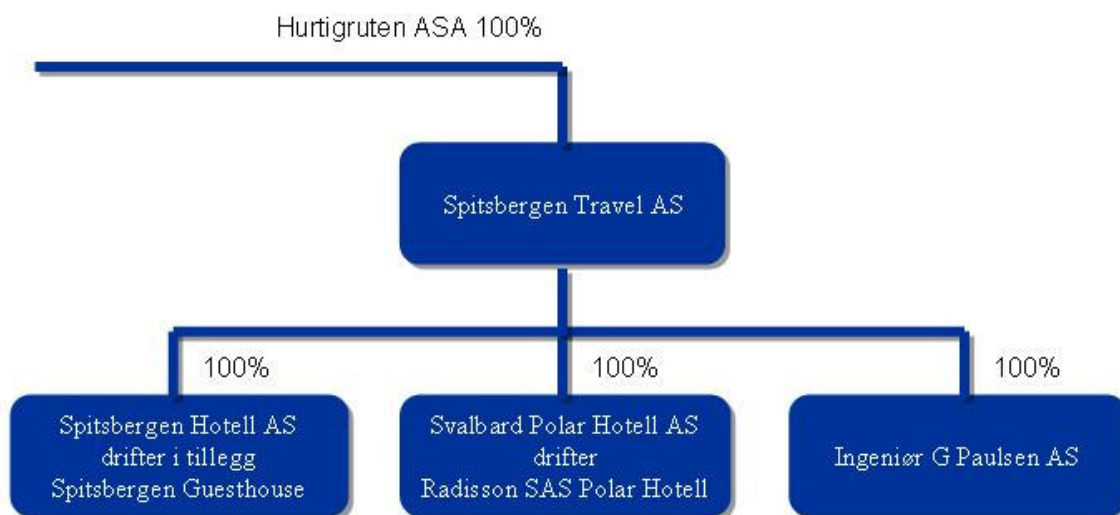 Hurtigruten ASA 100%
Spitsbergen Travel AS
100%
100%
100%
Spitsbergen Hotell AS
drifter i tillegg
Spitsbergen Guesthouse
Svalbard Polar Hotell AS
drifter
Radisson SAS Polar Hotell
Ingeniør G Paulsen AS